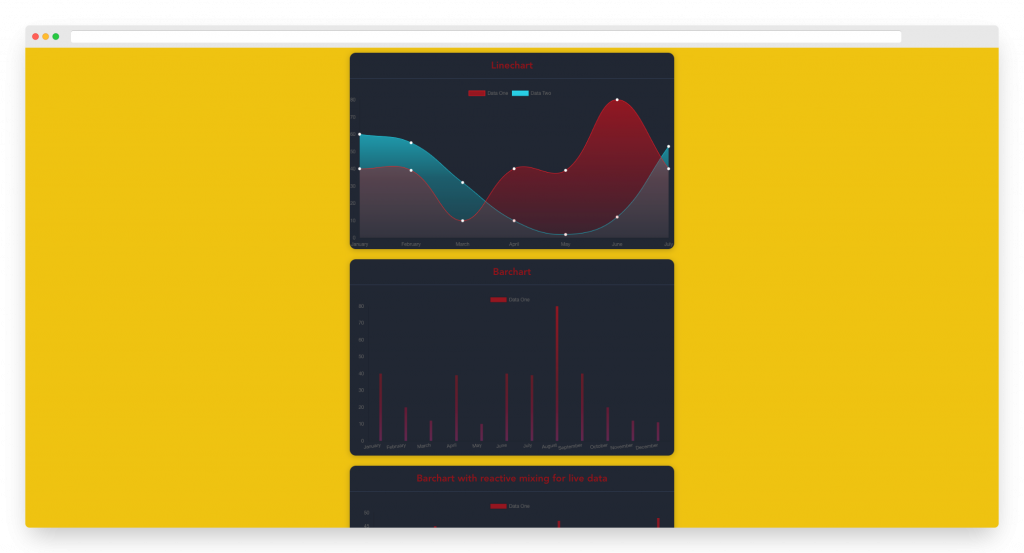 Linechart
Data One Data Two
80
70
60
50
40
30
20
10
0
January February March April May June July
Barchart
Data One
80
70
60
50
40
30
20
10
0
January February March April May June July August September October November December
Barchart with reactive mixing for live data
Data One